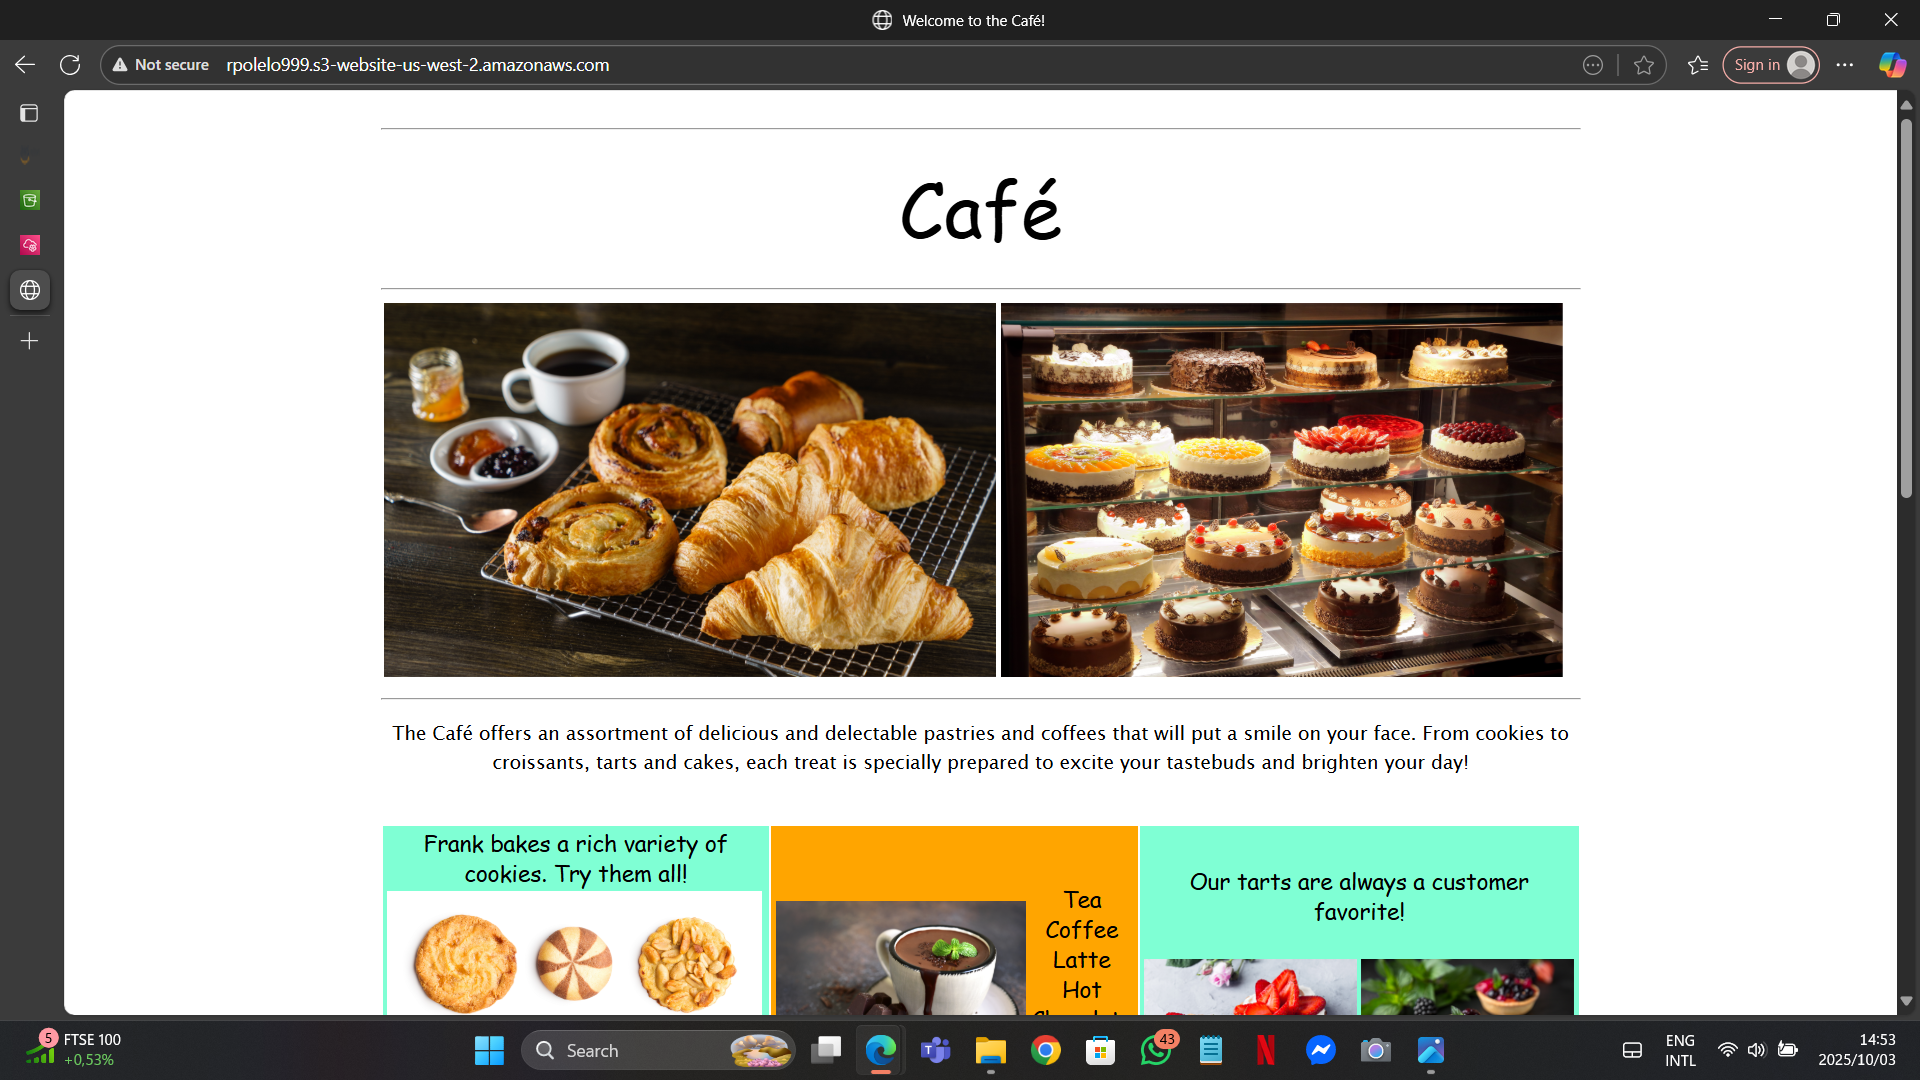 Welcome to the Café!
Not secure
rpolelo999.s3-website-us-west-2.amazonaws.com
Sign in
Café
The Café offers an assortment of delicious and delectable pastries and coffees that will put a smile on your face. From cookies to
croissants, tarts and cakes, each treat is specially prepared to excite your tastebuds and brighten your day!
Frank bakes a rich variety of
cookies. Try them all!
Tea
Coffee
Latte
Hot
Our tarts are always a customer
favorite!
5
FTSE 100
+0,53%
Search
43
ENG
INTL
14:53
2025/10/03